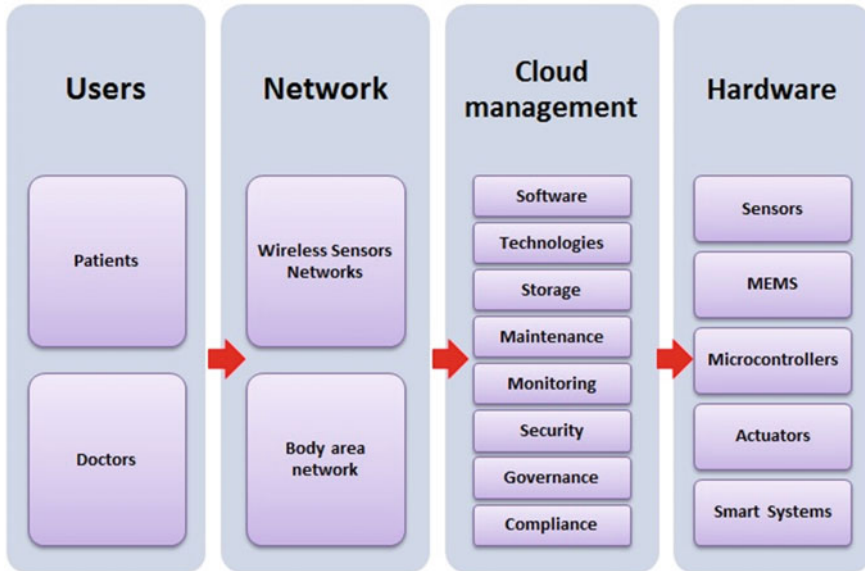 Users
Patients
Doctors
Network
Wireless Sensors
Networks
Body area
network
Cloud
management
Software
Technologies
Storage
Maintenance
Monitoring
Security
Governance
Compliance
Hardware
Sensors
MEMS
Microcontrollers
Actuators
Smart Systems